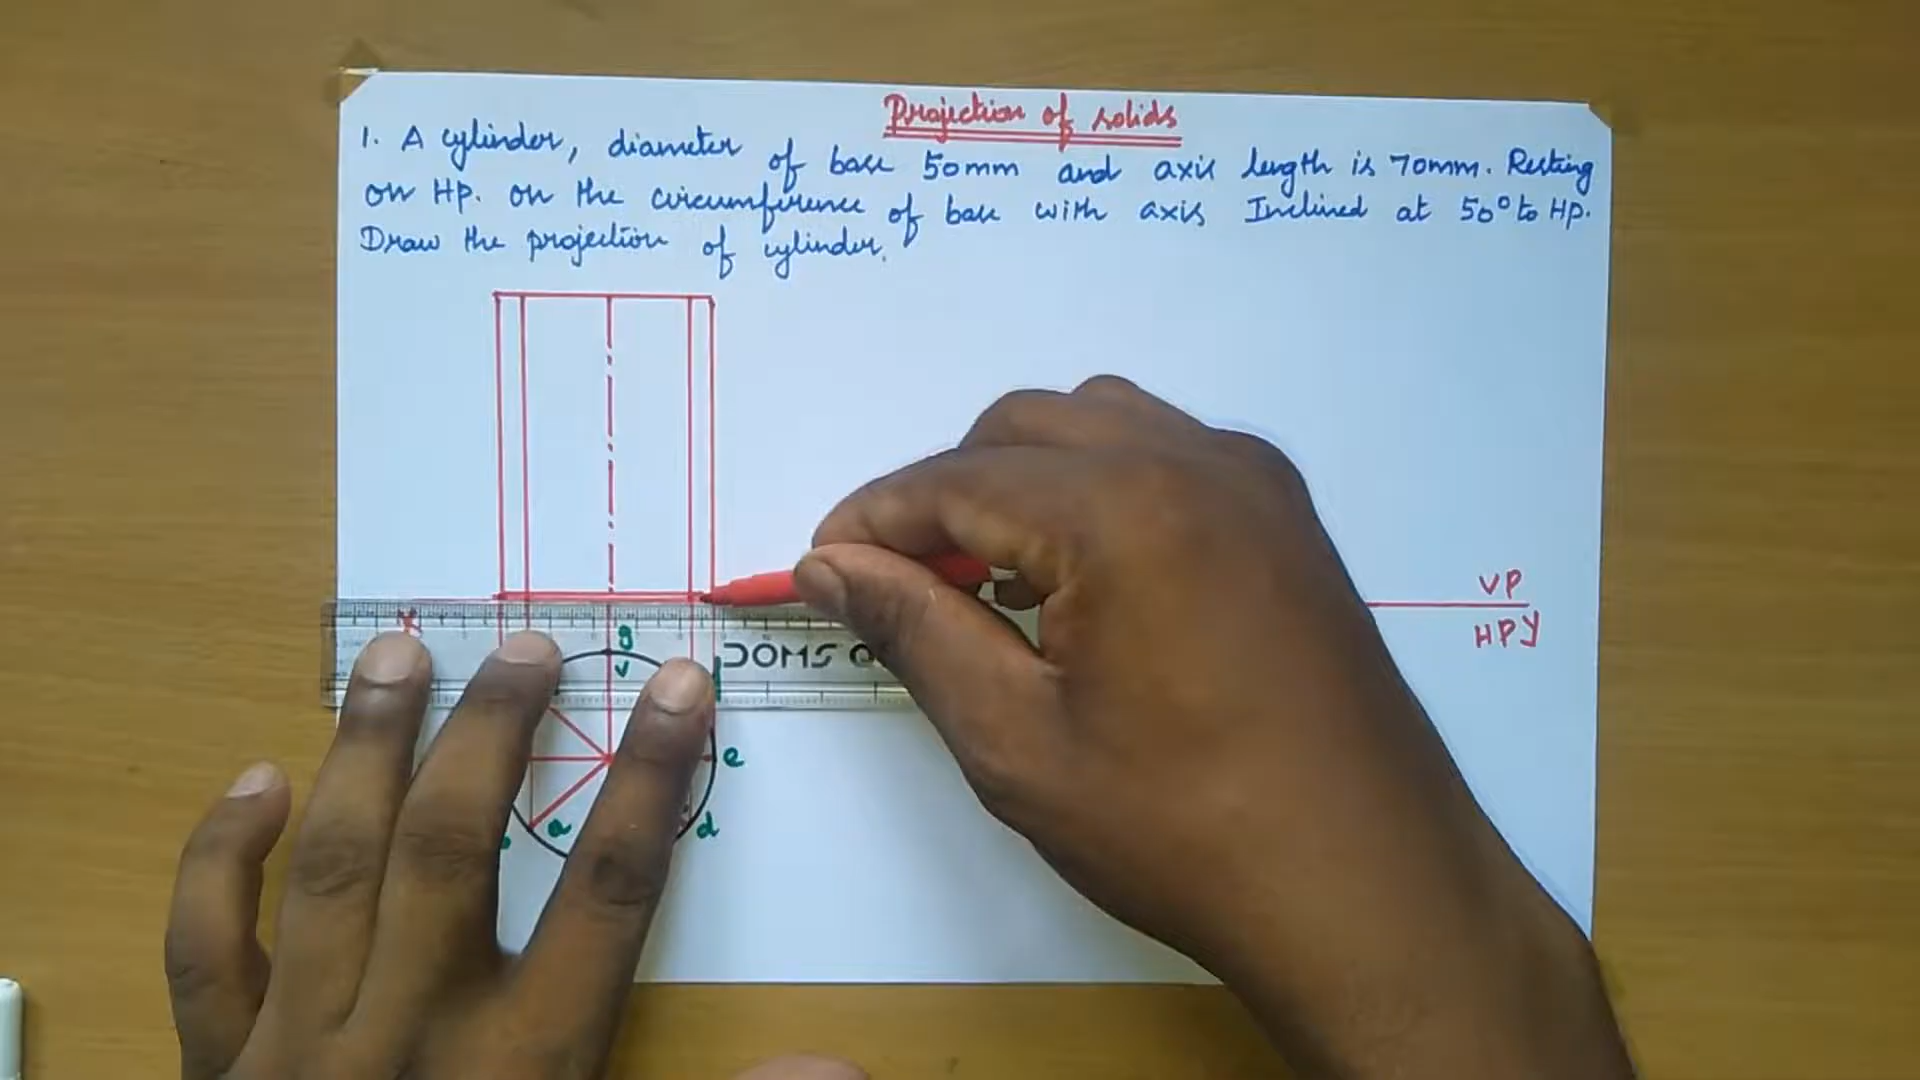 Projection of solids
1. A cylinder, diameter of base 50mm and axis length is 70mm. Resting
on HP. on the circumference of base with axis Inclined at 50° to HP.
Draw the projection of cylinder.
VP
X
HP Y
g
DOMS
e
a
d